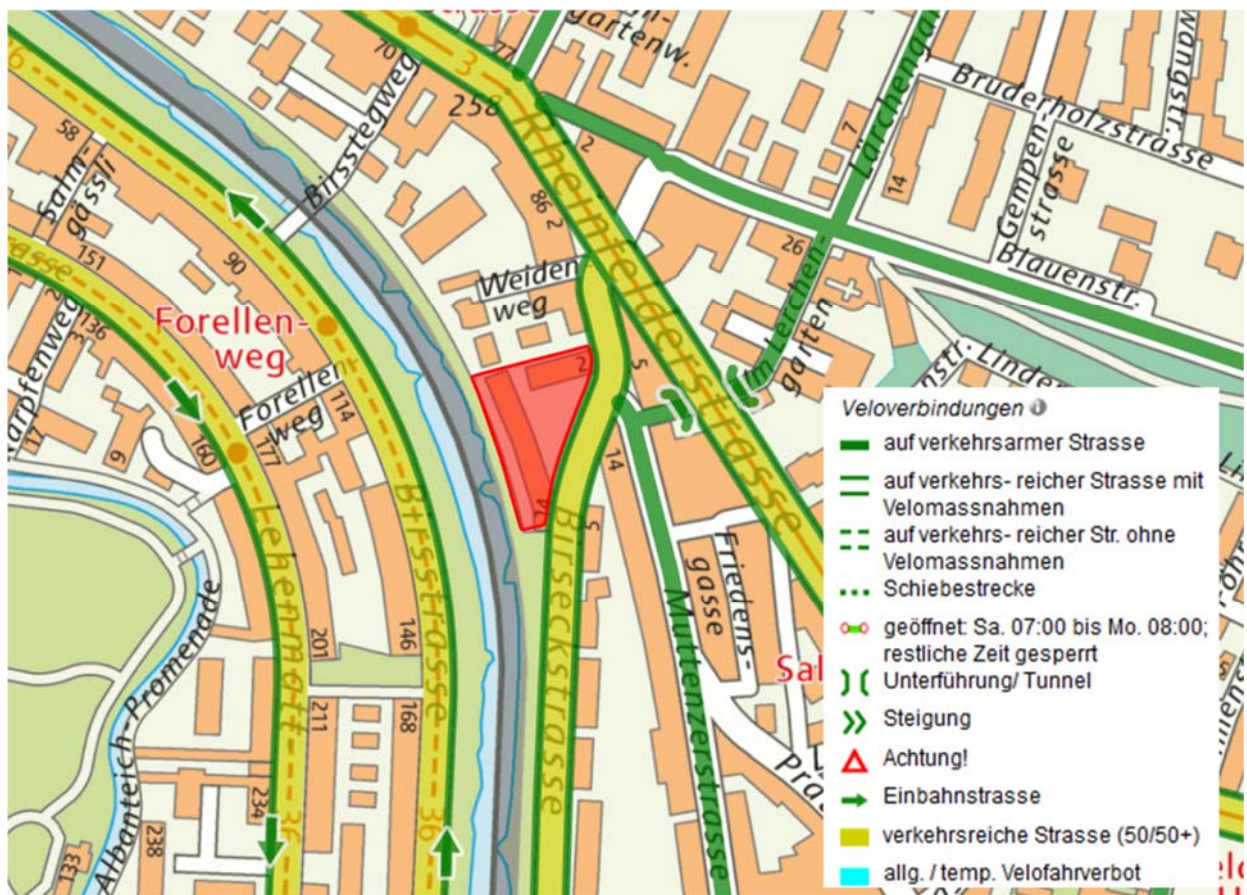 70
77
3
258
gartenw.
Bruderholzstrasse
58
Salm-
gässli
Birsstegweg
2
7
14
Gempen-
strasse
Lärchengar
86
2
151
90
Weiden-
weg
Rheinfelderstrasse
26
Blauenstr.
Forellen-
weg
136
Karpfenweg
17
9
Forellen-
weg
114
160
177
2
5
Im Lerchen-
garten
14
14
5
Birseckstrasse
Birsstrasse
Lehenmatt
36
36
Friedens-
gasse
Muttenzerstrasse
146
201
168
211
Albanteich-Promenade
234
238
133
Veloverbindungen
auf verkehrsarmer Strasse
auf verkehrs- reicher Strasse mit
Velomassnahmen
auf verkehrs- reicher Str. ohne
Velomassnahmen
Schiebestrecke
geöffnet: Sa. 07:00 bis Mo. 08:00;
restliche Zeit gesperrt
Unterführung/ Tunnel
Steigung
Achtung!
Einbahnstrasse
verkehrsreiche Strasse (50/50+)
allg. / temp. Velofahrverbot